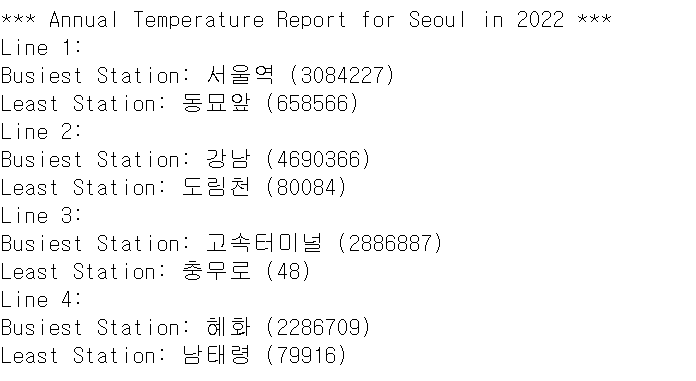 *** Annual Temperature Report for Seoul in 2022 ***
Line 1:
Busiest Station: 서울역 (3084227)
Least Station: 동묘앞 (658566)
Line 2:
Busiest Station: 강남 (4690366)
Least Station: 도림천 (80084)
Line 3:
Busiest Station: 고속터미널 (2886887)
Least Station: 충무로 (48)
Line 4:
Busiest Station: 혜화 (2286709)
Least Station: 남태령 (79916)